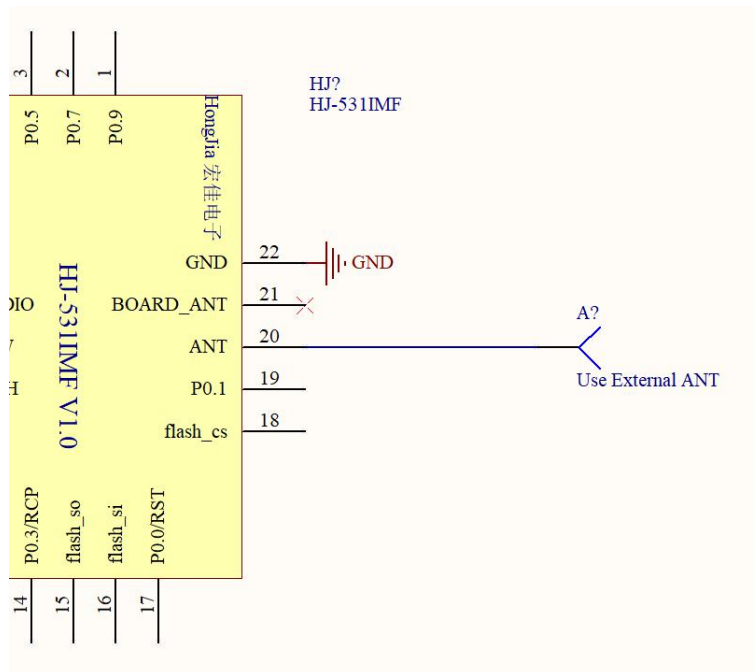 3
2
1
HJ?
HJ-531IMF
P0.5
P0.7
P0.9
HongJia 宏佳电子
GND
22
GND
BOARD_ANT
21
HJ-531IMF V1.0
ANT
20
A?
Use External ANT
P0.1
19
flash_cs
18
P0.3/RCP
flash_so
flash_si
P0.0/RST
14
15
16
17